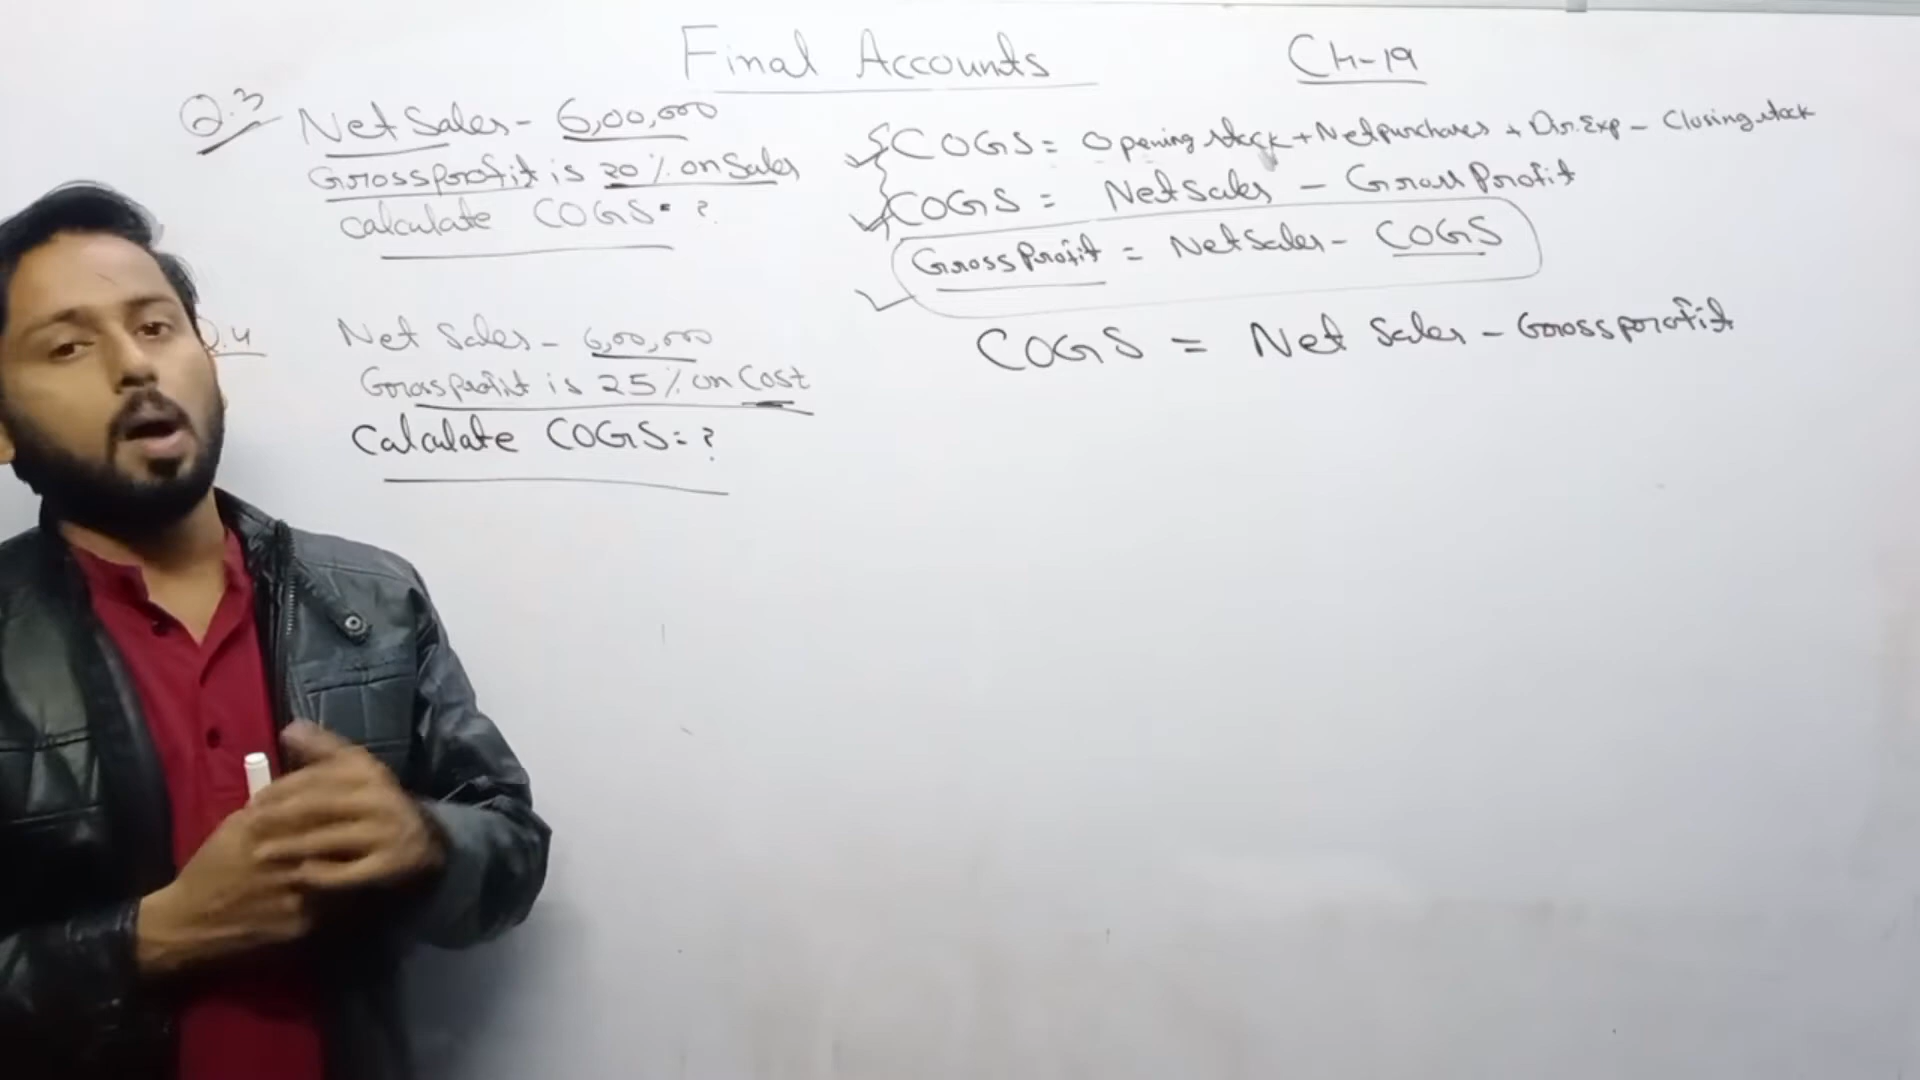 Final Accounts
Ch-19
Q.3 Net Sales - 6,00,000
Gross profit is 20% on Sales
Calculate COGS = ?
Q.4 Net Sales - 6,00,000
Gross profit is 25% on Cost
Calculate COGS = ?
COGS = Opening stock + Net purchases + Dir. Exp - Closing stock
COGS = Net Sales - Gross Profit
Gross Profit = Net Sales - COGS
COGS = Net Sales - Gross profit